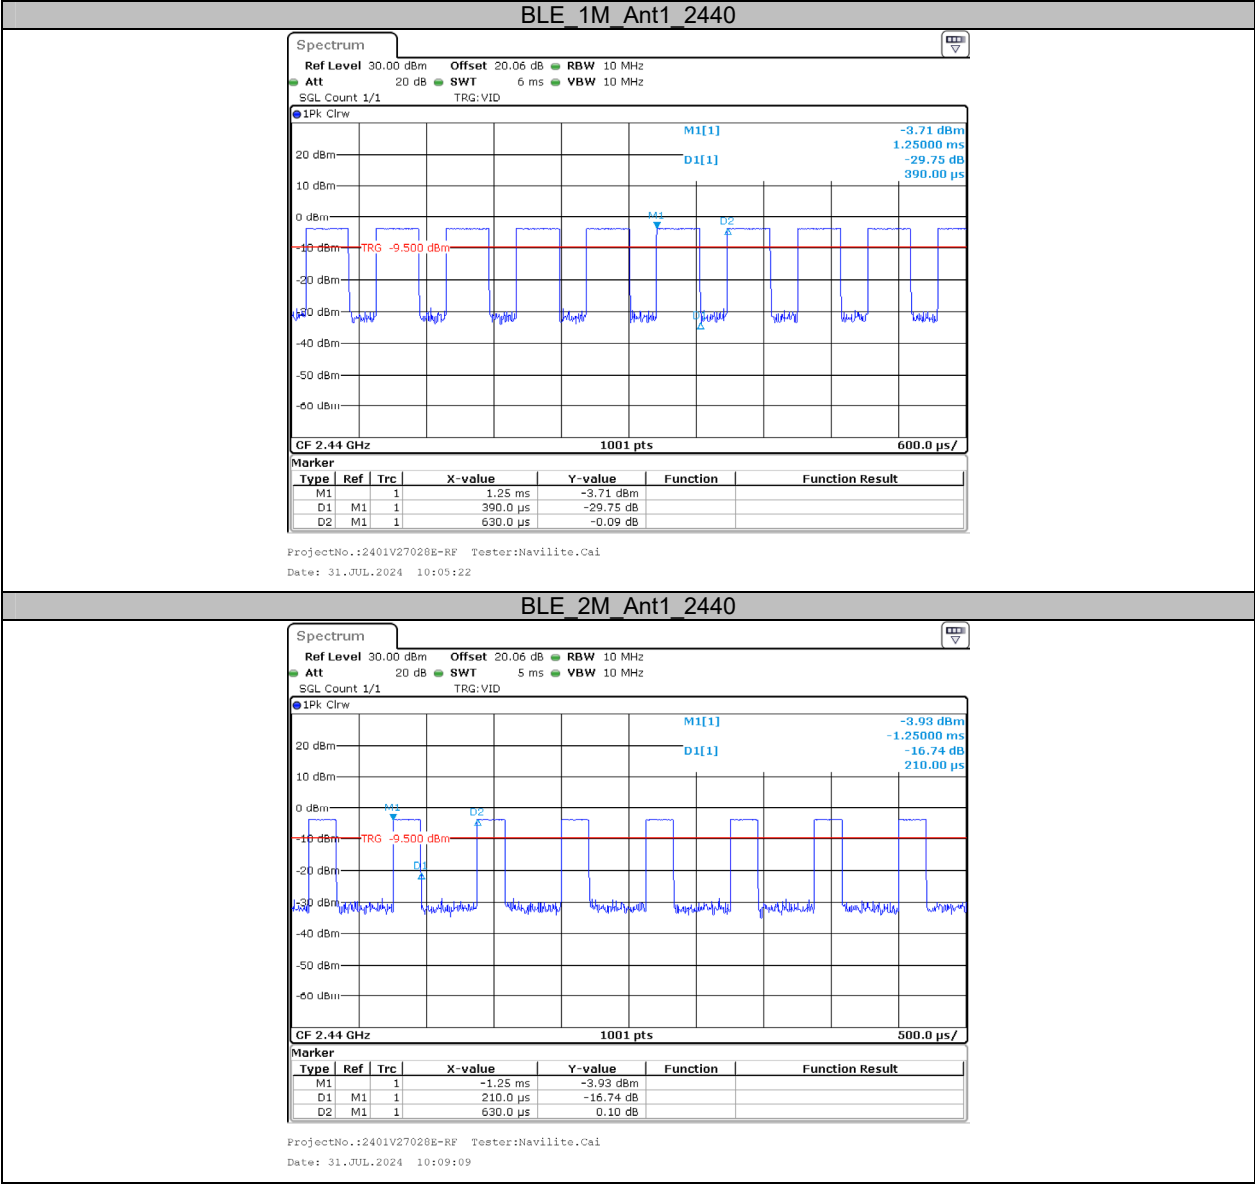 BLE_1M_Ant1_2440
Spectrum
Ref Level 30.00 dBm Offset 20.06 dB RBW 10 MHz
Att 20 dB SWT 6 ms VBW 10 MHz
SGL Count 1/1 TRG:VID
1Pk Clrw
M1[1] -3.71 dBm
1.25000 ms
20 dBm
D1[1] -29.75 dB
390.00 µs
10 dBm
0 dBm
M1
D2
-10 dBm
TRG -9.500 dBm
-20 dBm
-30 dBm
-40 dBm
-50 dBm
-60 dBm
CF 2.44 GHz 1001 pts 600.0 µs/
Marker
Type Ref Trc X-value Y-value Function Function Result
M1 1 1.25 ms -3.71 dBm
D1 M1 1 390.0 µs -29.75 dB
D2 M1 1 630.0 µs -0.09 dB
ProjectNo.:2401V27028E-RF Tester:Navilite.Cai
Date: 31.JUL.2024 10:05:22
BLE_2M_Ant1_2440
Spectrum
Ref Level 30.00 dBm Offset 20.06 dB RBW 10 MHz
Att 20 dB SWT 5 ms VBW 10 MHz
SGL Count 1/1 TRG:VID
1Pk Clrw
M1[1] -3.93 dBm
-1.25000 ms
20 dBm
D1[1] -16.74 dB
210.00 µs
10 dBm
0 dBm
M1
D2
-10 dBm
TRG -9.500 dBm
D1
-20 dBm
-30 dBm
-40 dBm
-50 dBm
-60 dBm
CF 2.44 GHz 1001 pts 500.0 µs/
Marker
Type Ref Trc X-value Y-value Function Function Result
M1 1 -1.25 ms -3.93 dBm
D1 M1 1 210.0 µs -16.74 dB
D2 M1 1 630.0 µs 0.10 dB
ProjectNo.:2401V27028E-RF Tester:Navilite.Cai
Date: 31.JUL.2024 10:09:09